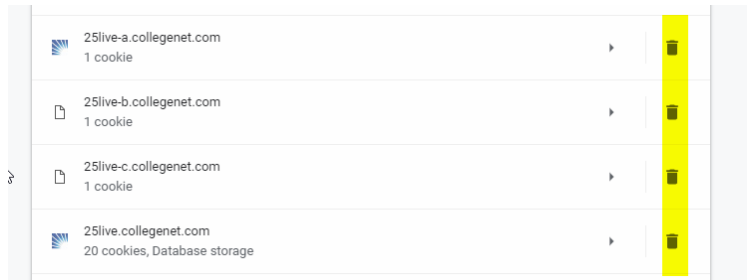 25live-a.collegenet.com
1 cookie
25live-b.collegenet.com
1 cookie
25live-c.collegenet.com
1 cookie
25live.collegenet.com
20 cookies, Database storage